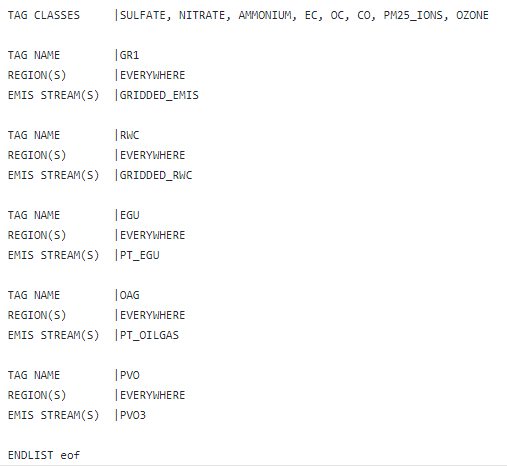 TAG CLASSES     |SULFATE, NITRATE, AMMONIUM, EC, OC, CO, PM25_IONS, OZONE

TAG NAME        |GR1
REGION(S)       |EVERYWHERE
EMIS STREAM(S)  |GRIDDED_EMIS

TAG NAME        |RWC
REGION(S)       |EVERYWHERE
EMIS STREAM(S)  |GRIDDED_RWC

TAG NAME        |EGU
REGION(S)       |EVERYWHERE
EMIS STREAM(S)  |PT_EGU

TAG NAME        |OAG
REGION(S)       |EVERYWHERE
EMIS STREAM(S)  |PT_OILGAS

TAG NAME        |PVO
REGION(S)       |EVERYWHERE
EMIS STREAM(S)  |PVO3

ENDLIST eof